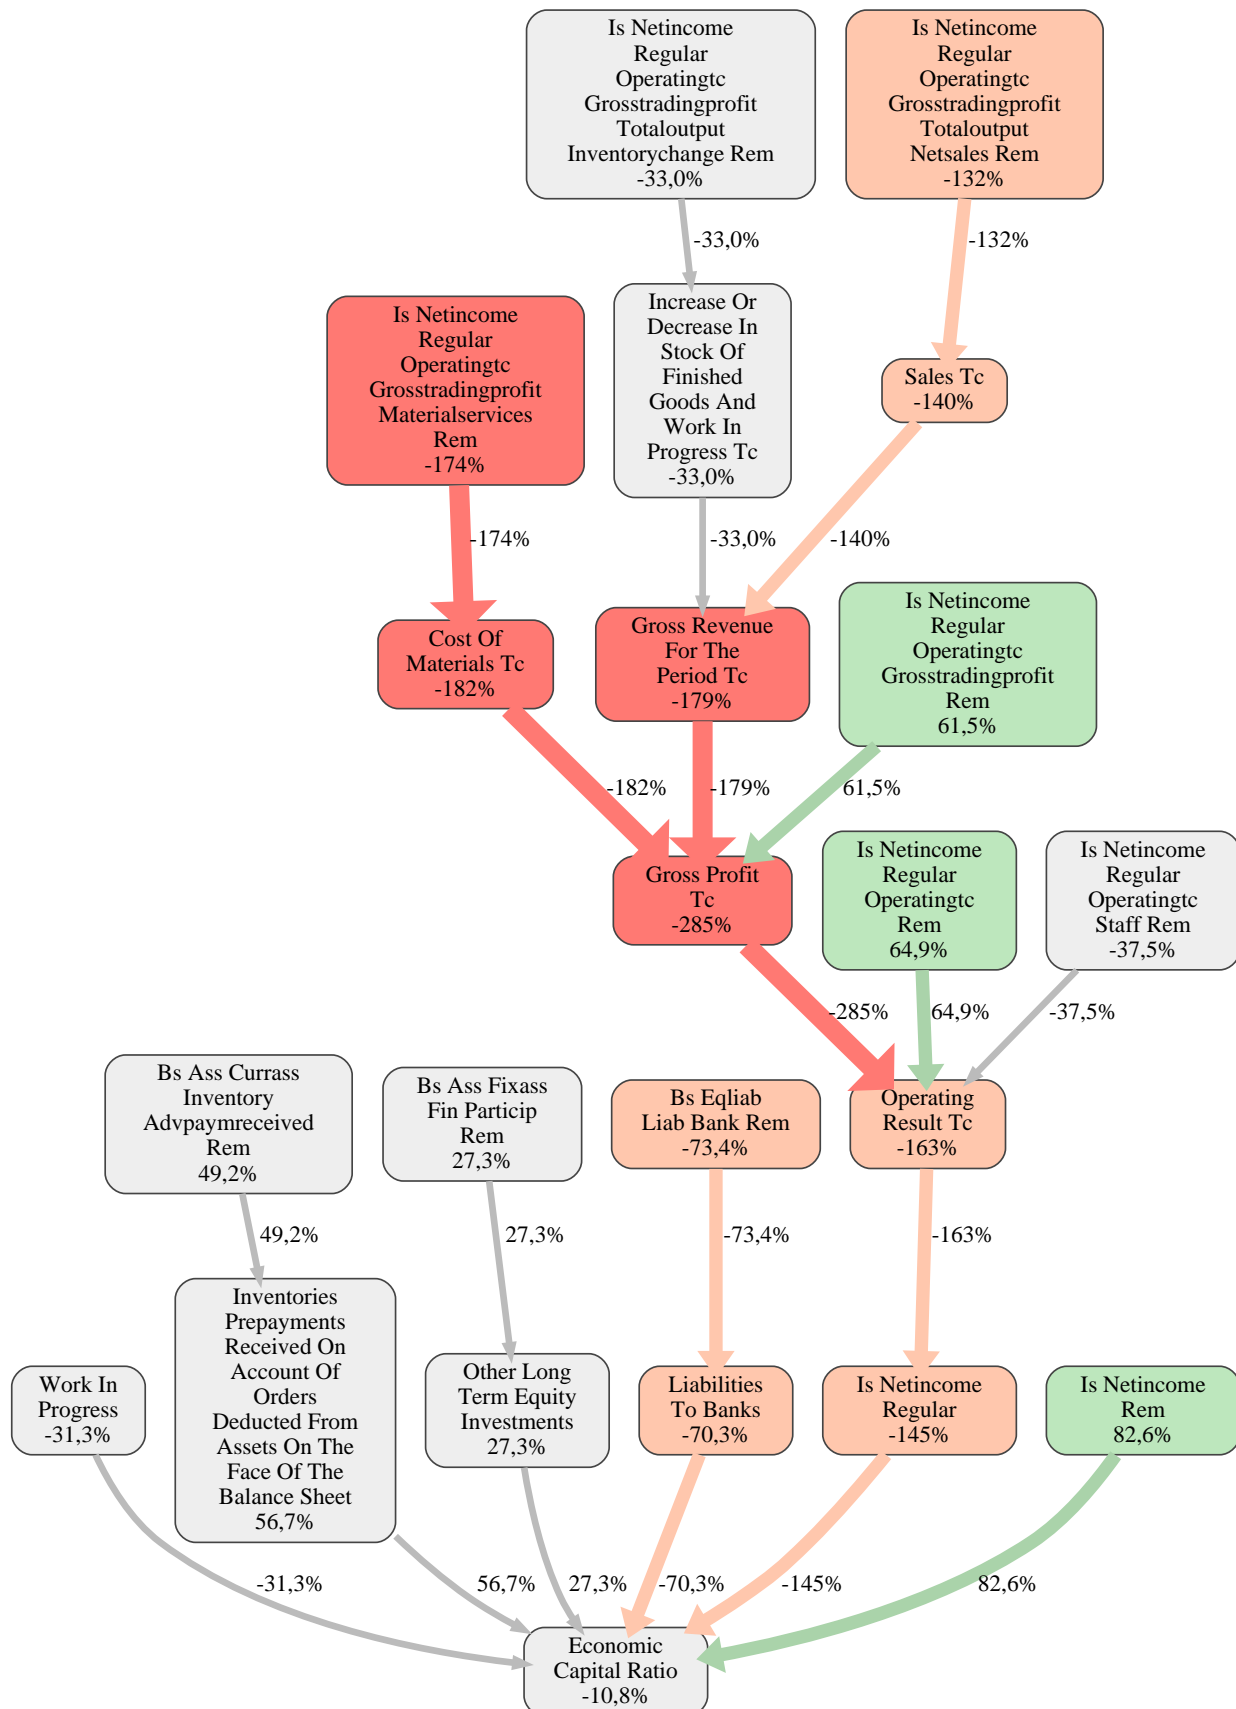 Is Netincome
Regular
Operatingtc
Grosstradingprofit
Totaloutput
Inventorychange Rem
-33,0%
Is Netincome
Regular
Operatingtc
Grosstradingprofit
Totaloutput
Netsales Rem
-132%
-33,0%
-132%
Is Netincome
Regular
Operatingtc
Grosstradingprofit
Materialservices
Rem
-174%
Increase Or
Decrease In
Stock Of
Finished
Goods And
Work In
Progress Tc
-33,0%
Sales Tc
-140%
-174%
-33,0%
-140%
Cost Of
Materials Tc
-182%
Gross Revenue
For The
Period Tc
-179%
Is Netincome
Regular
Operatingtc
Grosstradingprofit
Rem
61,5%
-182%
-179%
61,5%
Gross Profit
Tc
-285%
Is Netincome
Regular
Operatingtc
Rem
64,9%
Is Netincome
Regular
Operatingtc
Staff Rem
-37,5%
-285%
64,9%
-37,5%
Bs Ass Currass
Inventory
Advpaymreceived
Rem
49,2%
Bs Ass Fixass
Fin Particip
Rem
27,3%
Bs Eqliab
Liab Bank Rem
-73,4%
Operating
Result Tc
-163%
49,2%
27,3%
-73,4%
-163%
Work In
Progress
-31,3%
Inventories
Prepayments
Received On
Account Of
Orders
Deducted From
Assets On The
Face Of The
Balance Sheet
56,7%
Other Long
Term Equity
Investments
27,3%
Liabilities
To Banks
-70,3%
Is Netincome
Regular
-145%
Is Netincome
Rem
82,6%
-31,3%
56,7%
27,3%
-70,3%
-145%
82,6%
Economic
Capital Ratio
-10,8%